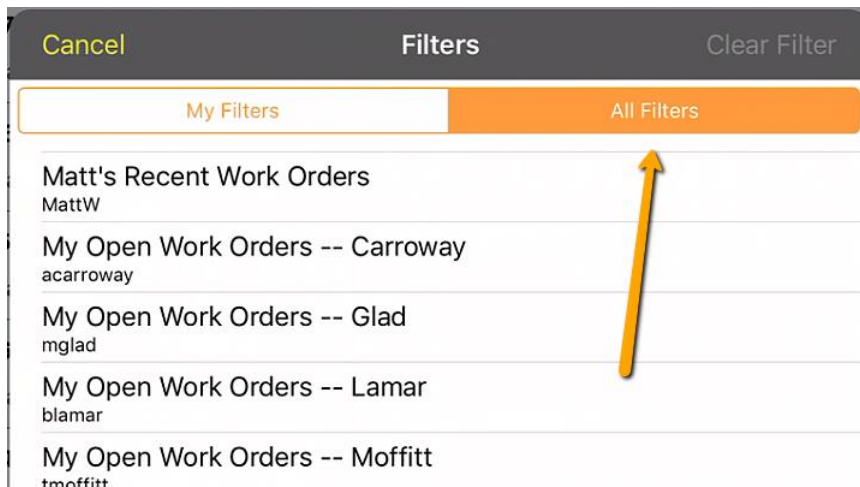 Cancel Filters Clear Filter
My Filters All Filters
Matt's Recent Work Orders
MattW
My Open Work Orders -- Carroway
acarroway
My Open Work Orders -- Glad
mglad
My Open Work Orders -- Lamar
blamar
My Open Work Orders -- Moffitt
tmoffitt